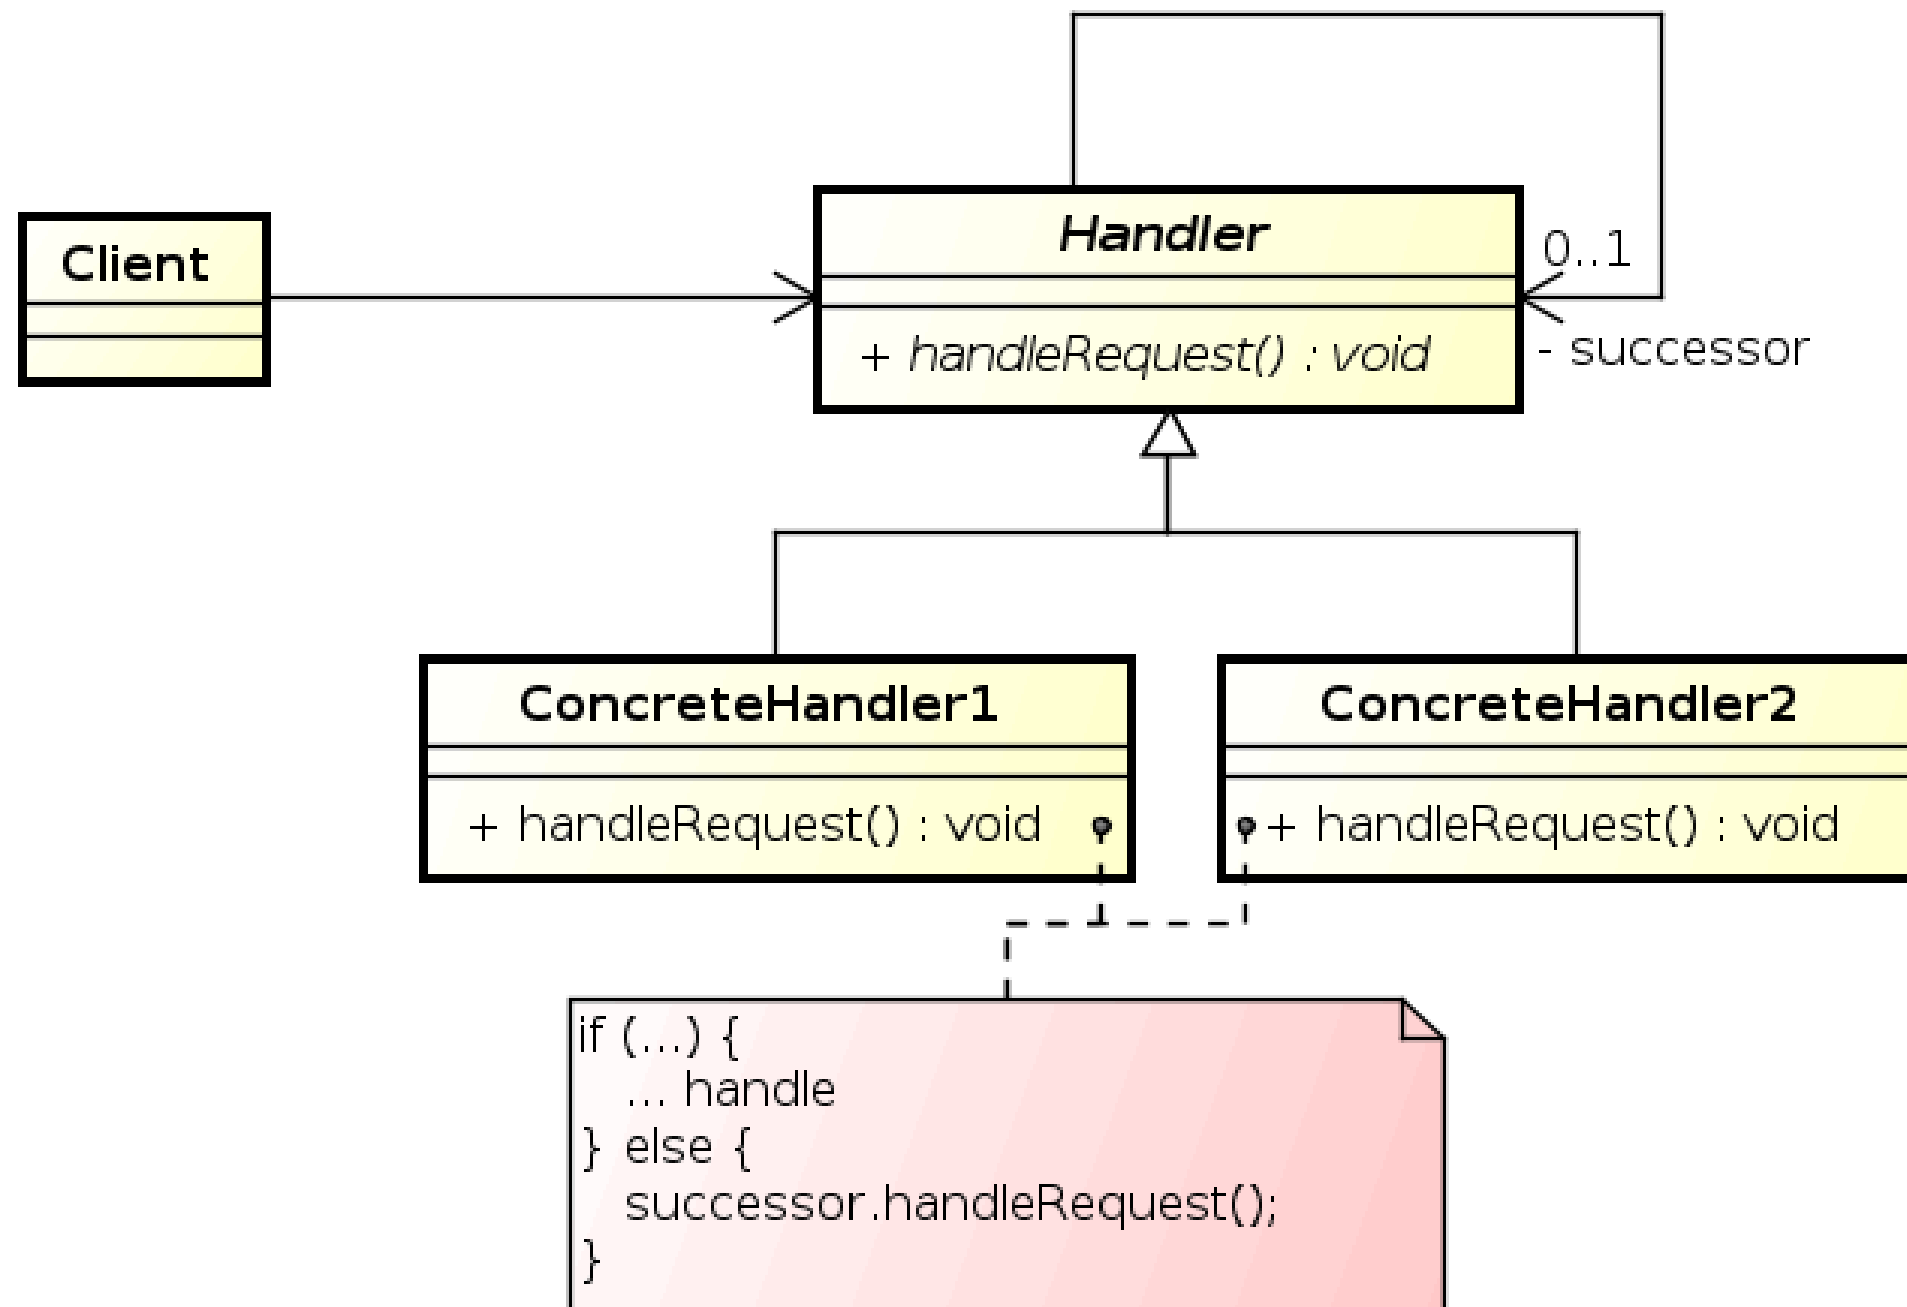 Handler
0..1
Client
+ handleRequest() : void
- successor
ConcreteHandler1
ConcreteHandler2
+ handleRequest() : void
+ handleRequest() : void
if (...) {
... handle
} else {
successor.handleRequest();
}